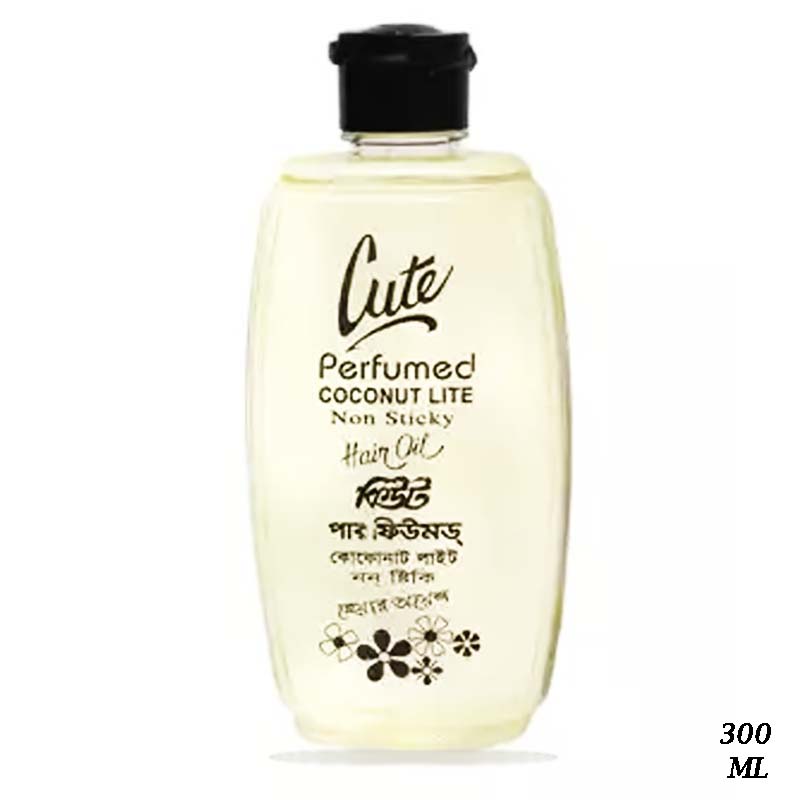 Cute
Perfumed
COCONUT LITE
Non Sticky
Hair Oil
কিউট
পারফিউমড্
কোকোনাট লাইট
নন স্টিকি
হেয়ার অয়েল
300
ML